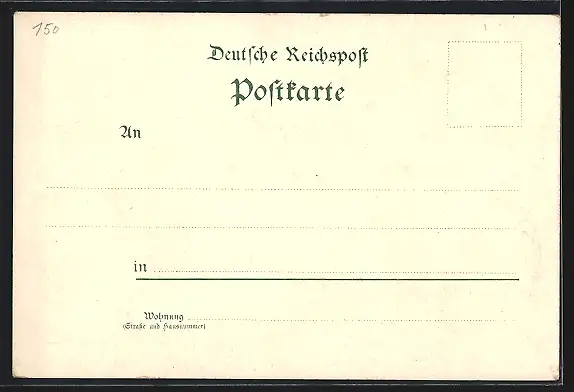 150
Deutsche Reichspost
Postkarte
An
in
Wohnung
(Straße und Hausnummer)